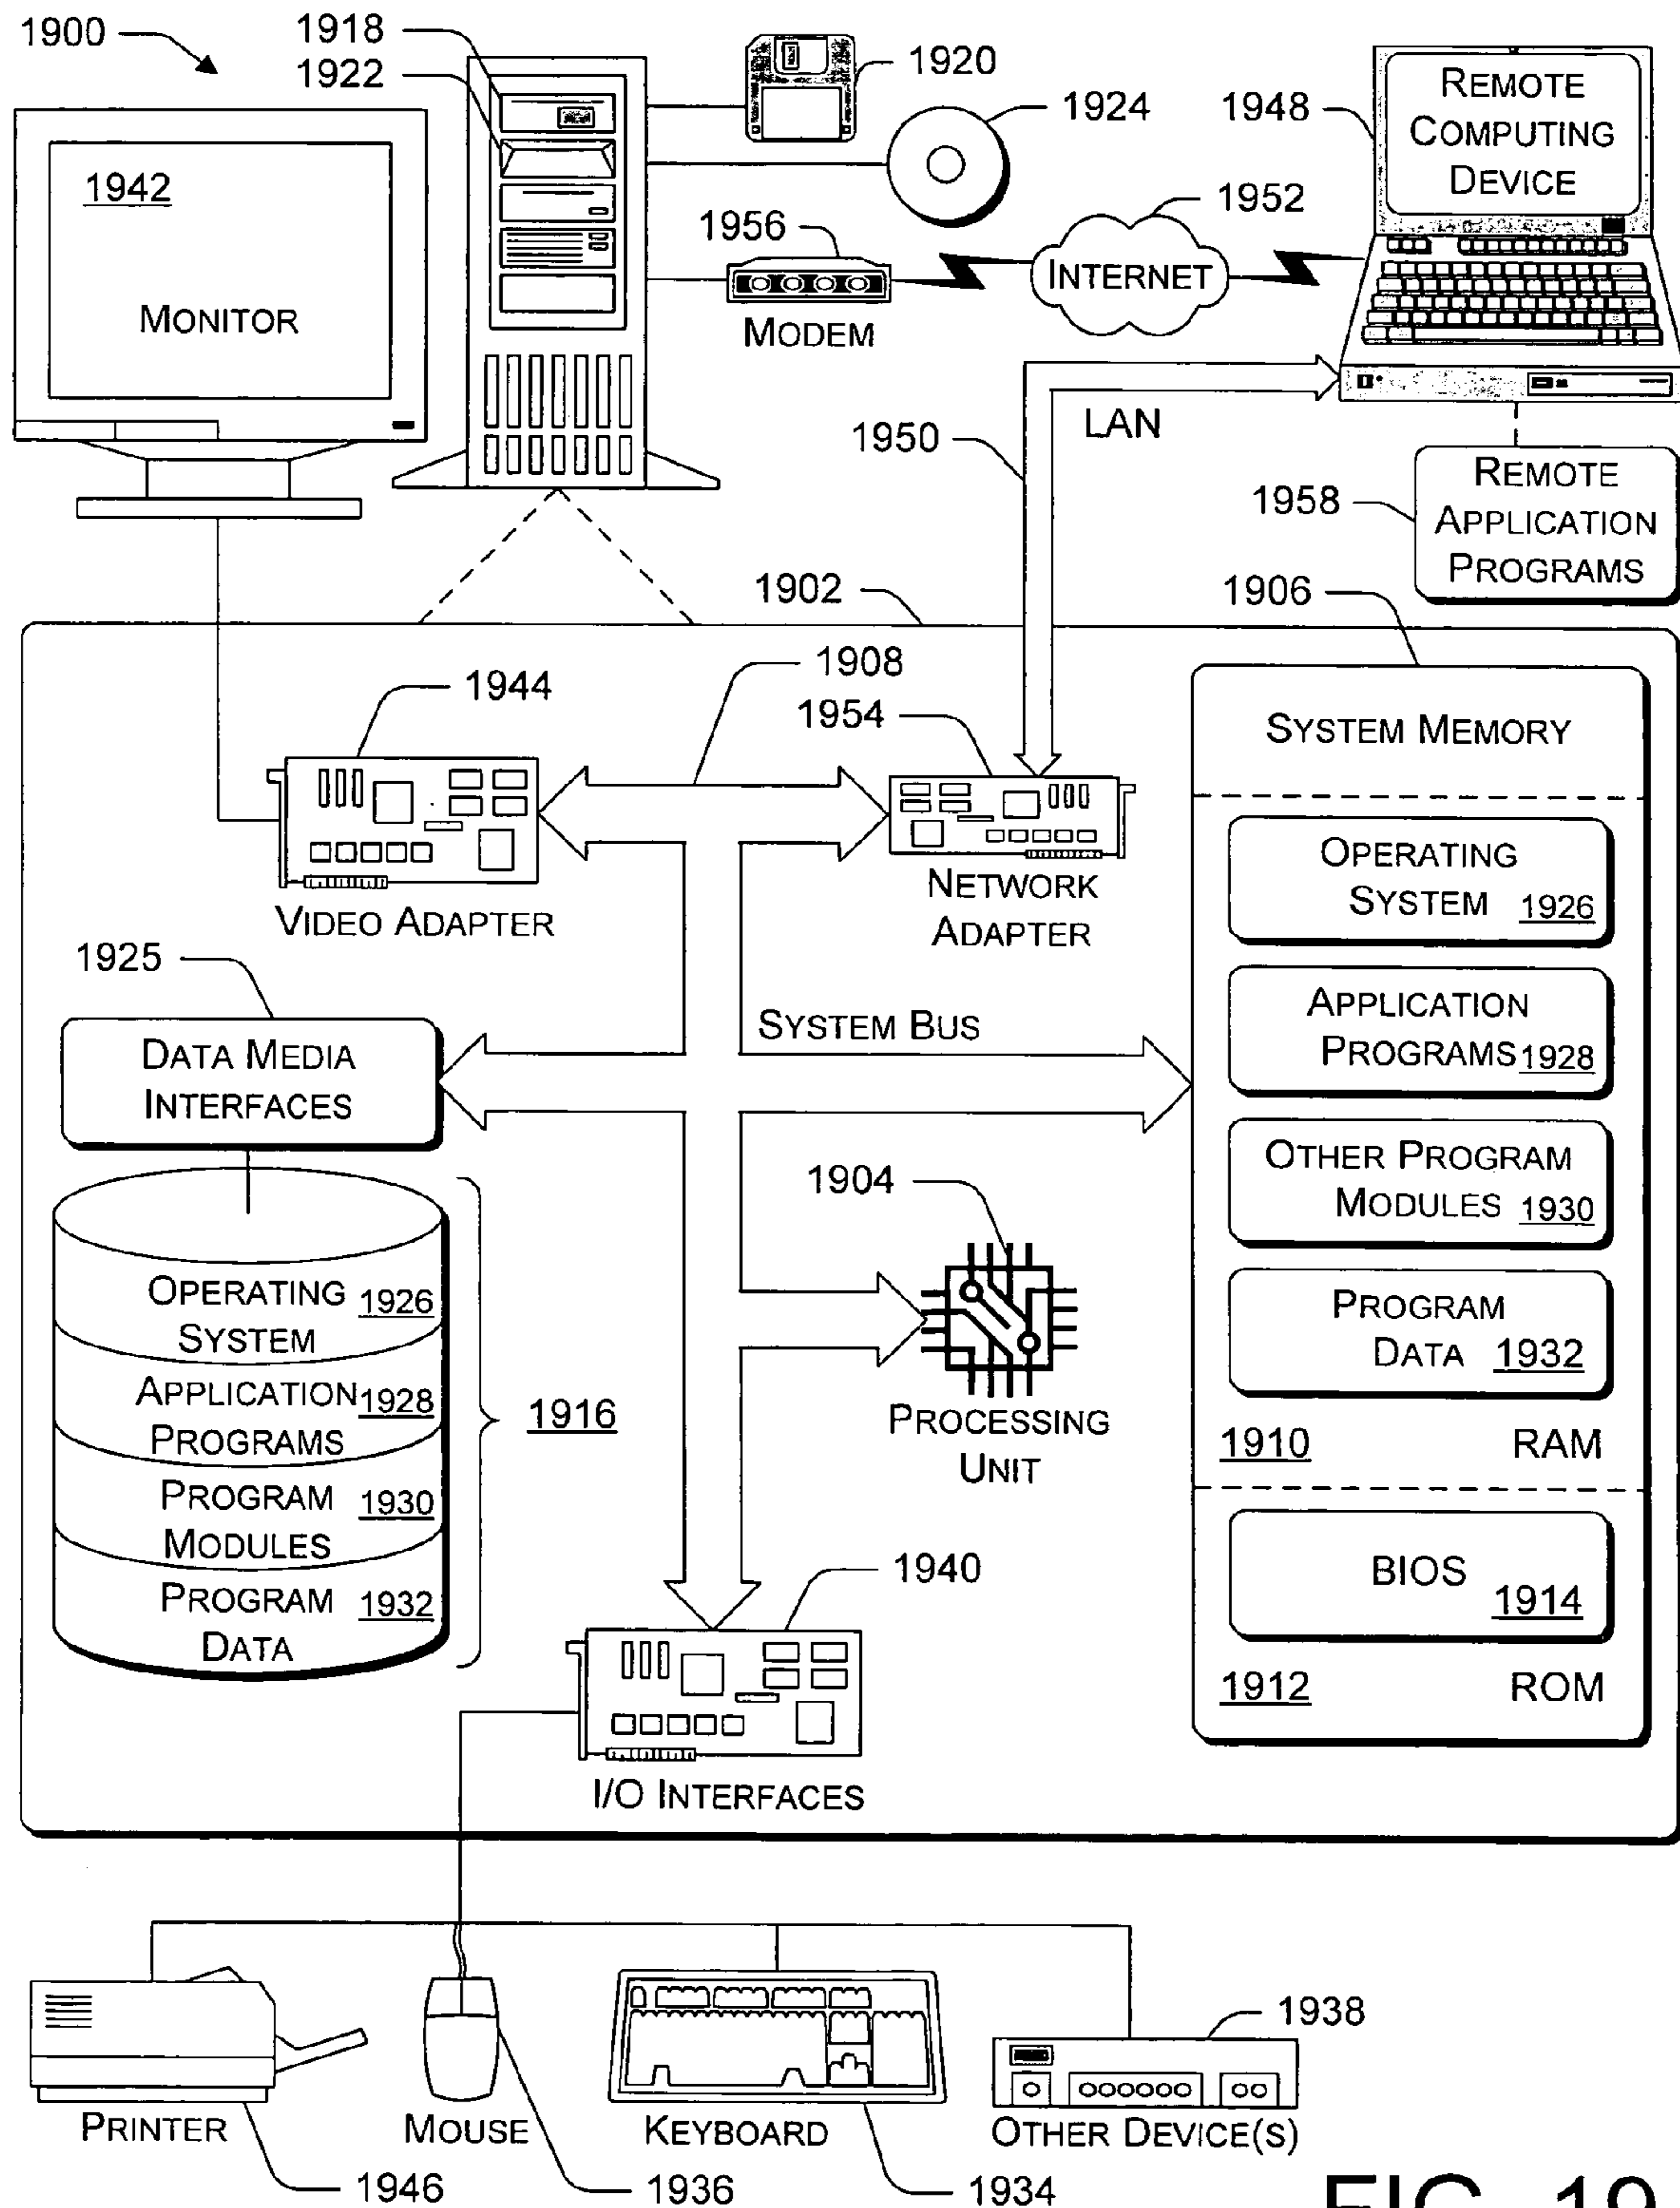 1900
1918
1922
1920
1924
1948
REMOTE
COMPUTING
DEVICE
1942
MONITOR
1956
MODEM
1952
INTERNET
1950
LAN
1958
REMOTE
APPLICATION
PROGRAMS
1902
1906
1908
1944
1954
VIDEO ADAPTER
NETWORK
ADAPTER
SYSTEM MEMORY
OPERATING
SYSTEM 1926
APPLICATION
PROGRAMS 1928
OTHER PROGRAM
MODULES 1930
PROGRAM
DATA 1932
1910 RAM
BIOS
1914
1912 ROM
1925
DATA MEDIA
INTERFACES
SYSTEM BUS
1904
PROCESSING
UNIT
OPERATING 1926
SYSTEM
APPLICATION 1928
PROGRAMS
PROGRAM 1930
MODULES
PROGRAM 1932
DATA
1916
1940
I/O INTERFACES
PRINTER
1946
MOUSE
1936
KEYBOARD
1934
1938
OTHER DEVICE(S)
FIG. 19